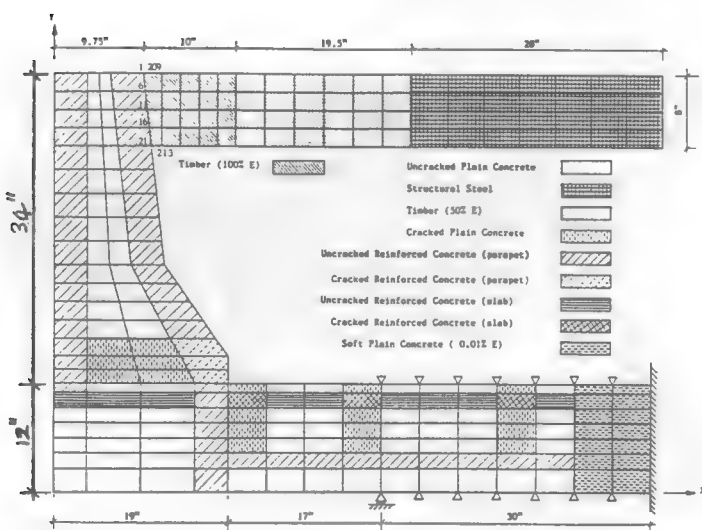 Y
9.75" 10" 19.5" 28"
1 209
6
16
21
213
8"
34"
Timber (100% E)
Uncracked Plain Concrete
Structural Steel
Timber (50% E)
Cracked Plain Concrete
Uncracked Reinforced Concrete (parapet)
Cracked Reinforced Concrete (parapet)
Uncracked Reinforced Concrete (slab)
Cracked Reinforced Concrete (slab)
Soft Plain Concrete ( 0.01% E)
12"
X
19" 17" 30"